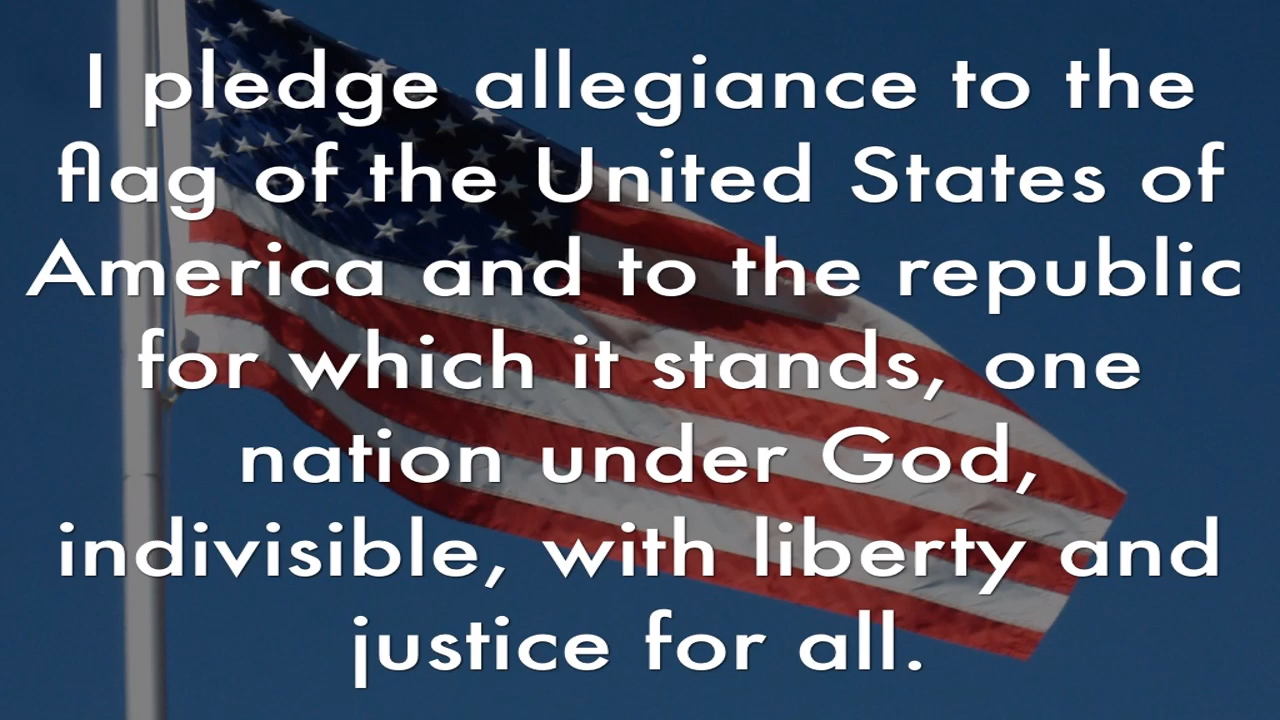 I pledge allegiance to the
flag of the United States of
America and to the republic
for which it stands, one
nation under God,
indivisible, with liberty and
justice for all.